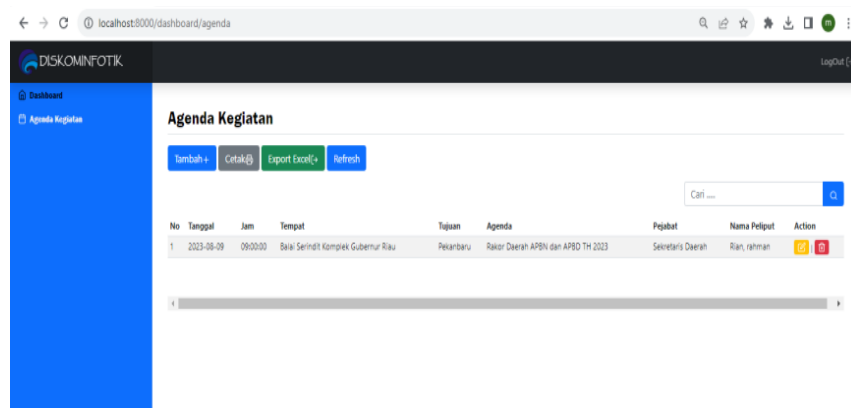 localhost:8000/dashboard/agenda
m
DISKOMINFOTIK
LogOut [
Dashboard
Agenda Kegiatan
Agenda Kegiatan
Tambah+ Cetak Export Excel Refresh
Cari ....
No Tanggal Jam Tempat Tujuan Agenda Pejabat Nama Peliput Action
1 2023-08-09 09:00:00 Balai Serindit Komplek Gubernur Riau Pekanbaru Rakor Daerah APBN dan APBD TH 2023 Sekretaris Daerah Rian, rahman |